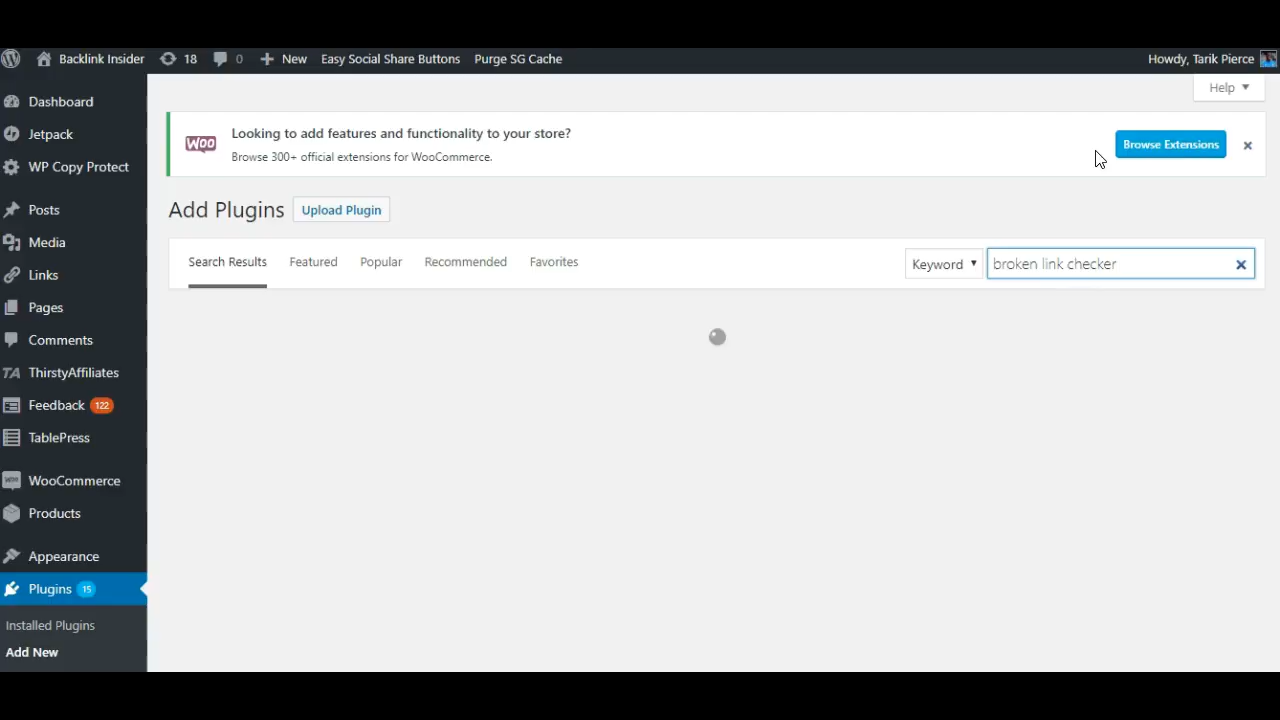 Backlink Insider 18 0 New Easy Social Share Buttons Purge SG Cache Howdy, Tarik Pierce
Help
Dashboard
Jetpack
WP Copy Protect
Posts
Media
Links
Pages
Comments
TA ThirstyAffiliates
Feedback 122
TablePress
Woo WooCommerce
Products
Appearance
Plugins 15
Installed Plugins
Add New
Woo
Looking to add features and functionality to your store?
Browse 300+ official extensions for WooCommerce.
Browse Extensions
Add Plugins Upload Plugin
Search Results Featured Popular Recommended Favorites Keyword broken link checker